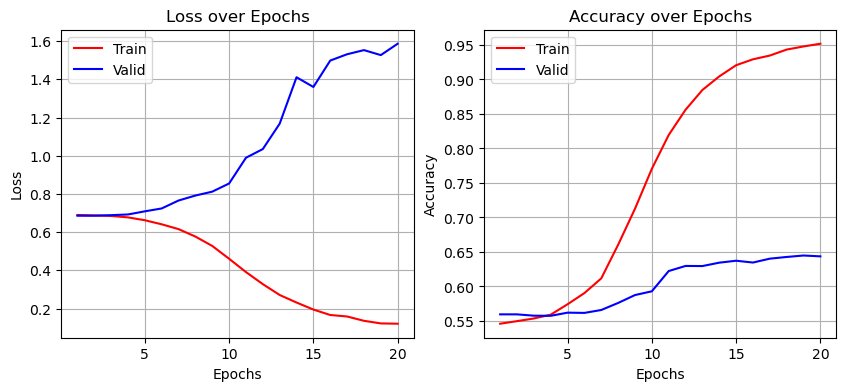 Loss over Epochs
Train
Valid
1.6
1.4
1.2
1.0
0.8
0.6
0.4
0.2
Loss
5
10
15
20
Epochs
Accuracy over Epochs
Train
Valid
0.95
0.90
0.85
0.80
0.75
0.70
0.65
0.60
0.55
Accuracy
5
10
15
20
Epochs